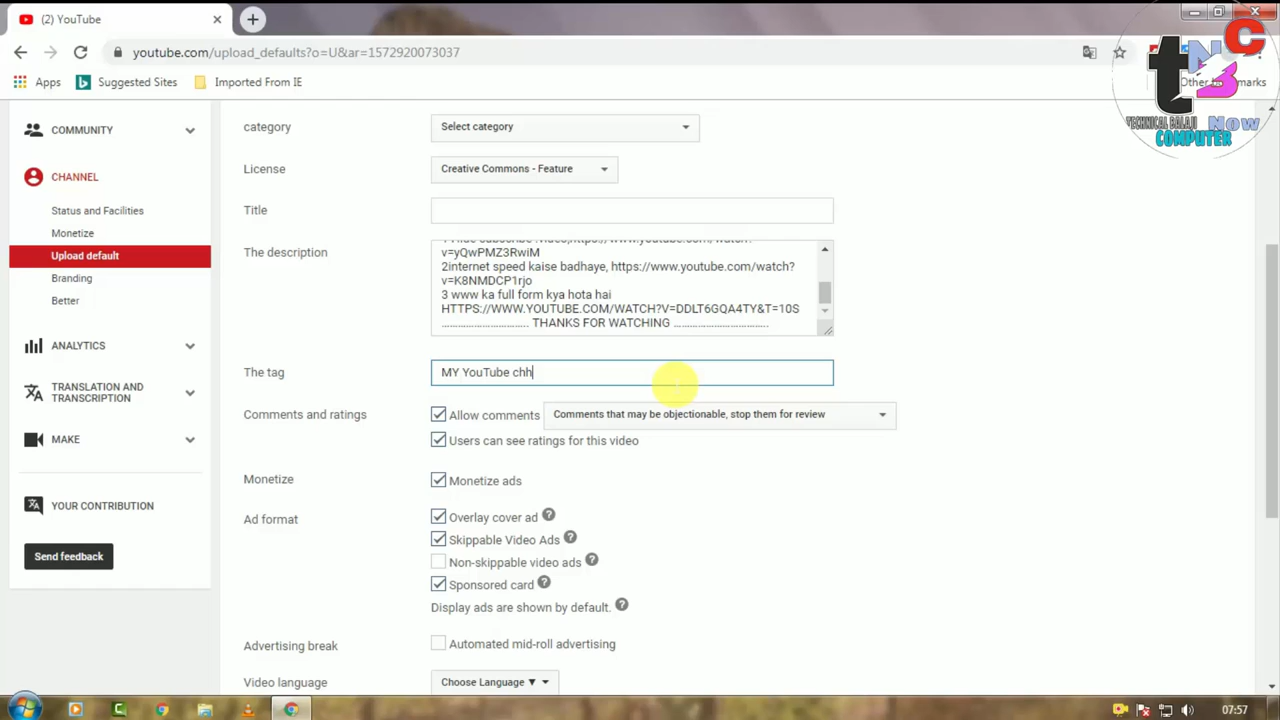 (2) YouTube
youtube.com/upload_defaults?o=U&ar=1572920073037
Apps Suggested Sites Imported From IE Other bookmarks
t N C B
TECHNICAL BALAJI Now
COMPUTER
COMMUNITY
CHANNEL
Status and Facilities
Monetize
Upload default
Branding
Better
ANALYTICS
TRANSLATION AND
TRANSCRIPTION
MAKE
YOUR CONTRIBUTION
Send feedback
category Select category
License Creative Commons - Feature
Title
The description
v=yQwPMZ3RwiM
2internet speed kaise badhaye, https://www.youtube.com/watch?
v=K8NMDCP1rjo
3 www ka full form kya hota hai
HTTPS://WWW.YOUTUBE.COM/WATCH?V=DDLT6GQA4TY&T=10S
................................ THANKS FOR WATCHING ...................................
The tag MY YouTube chh
Comments and ratings Allow comments Comments that may be objectionable, stop them for review
Users can see ratings for this video
Monetize Monetize ads
Ad format Overlay cover ad ?
Skippable Video Ads ?
Non-skippable video ads ?
Sponsored card ?
Display ads are shown by default. ?
Advertising break Automated mid-roll advertising
Video language Choose Language ▼
07:57